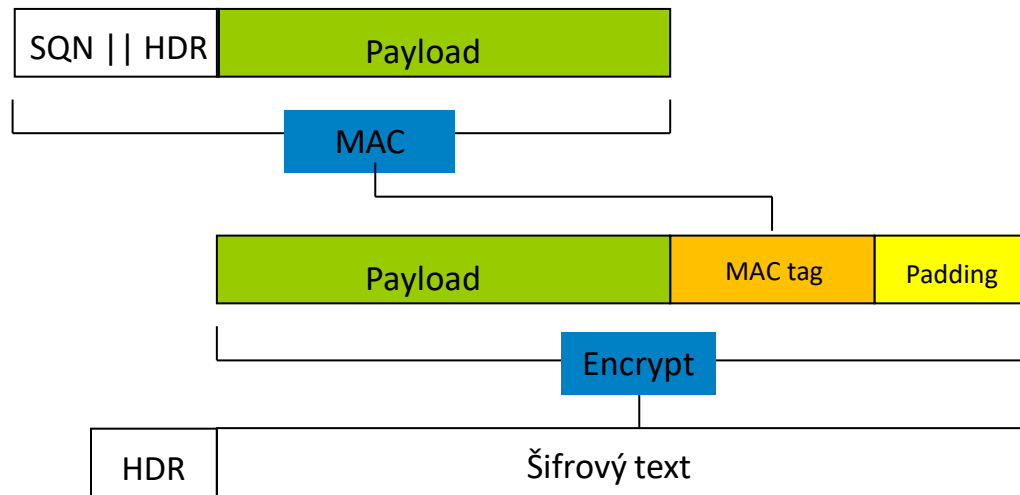 SQN || HDR Payload
MAC
Payload MAC tag Padding
Encrypt
HDR Šifrový text